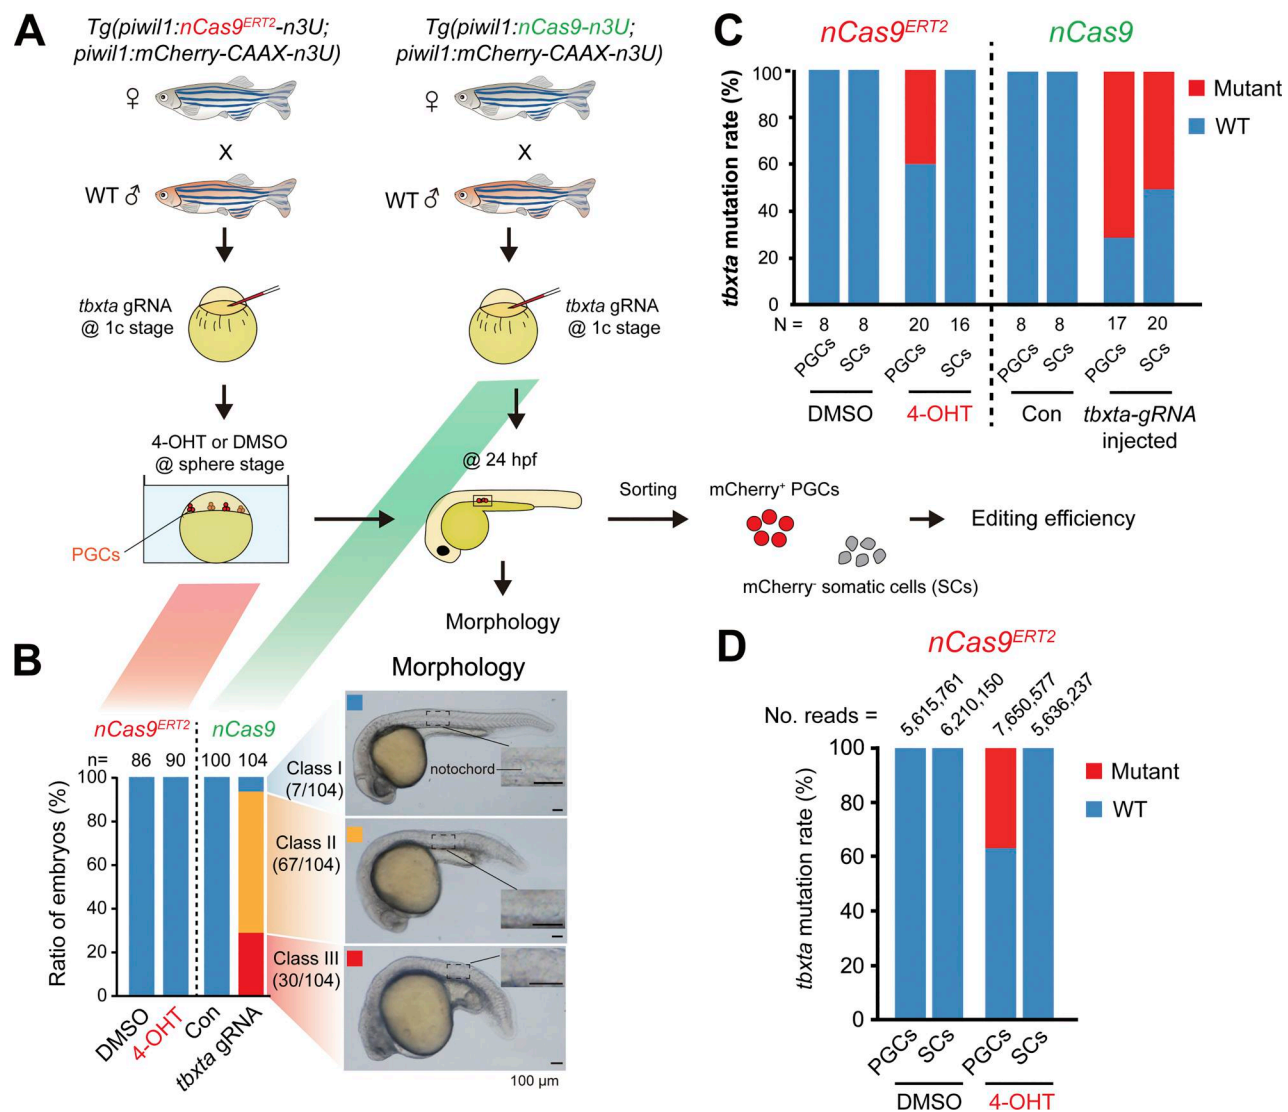 A
Tg(piwil1:nCas9ERT2-n3U;
piwil1:mCherry-CAAX-n3U)
♀
X
WT ♂
tbxta gRNA
@ 1c stage
4-OHT or DMSO
@ sphere stage
PGCs
Tg(piwil1:nCas9-n3U;
piwil1:mCherry-CAAX-n3U)
♀
X
WT ♂
tbxta gRNA
@ 1c stage
@ 24 hpf
Morphology
Sorting
mCherry+ PGCs
mCherry- somatic cells (SCs)
Editing efficiency
B
nCas9ERT2
nCas9
n=
86
90
100
104
Ratio of embryos (%)
100
80
60
40
20
0
DMSO
4-OHT
Con
tbxta gRNA
Morphology
Class I
(7/104)
notochord
Class II
(67/104)
Class III
(30/104)
100 µm
C
nCas9ERT2
nCas9
tbxta mutation rate (%)
100
80
60
40
20
0
Mutant
WT
N =
8
8
20
16
8
8
17
20
PGCs
SCs
PGCs
SCs
PGCs
SCs
PGCs
SCs
DMSO
4-OHT
Con
tbxta-gRNA
injected
D
nCas9ERT2
No. reads =
5,615,761
6,210,150
7,650,577
5,636,237
tbxta mutation rate (%)
100
80
60
40
20
0
Mutant
WT
PGCs
SCs
PGCs
SCs
DMSO
4-OHT